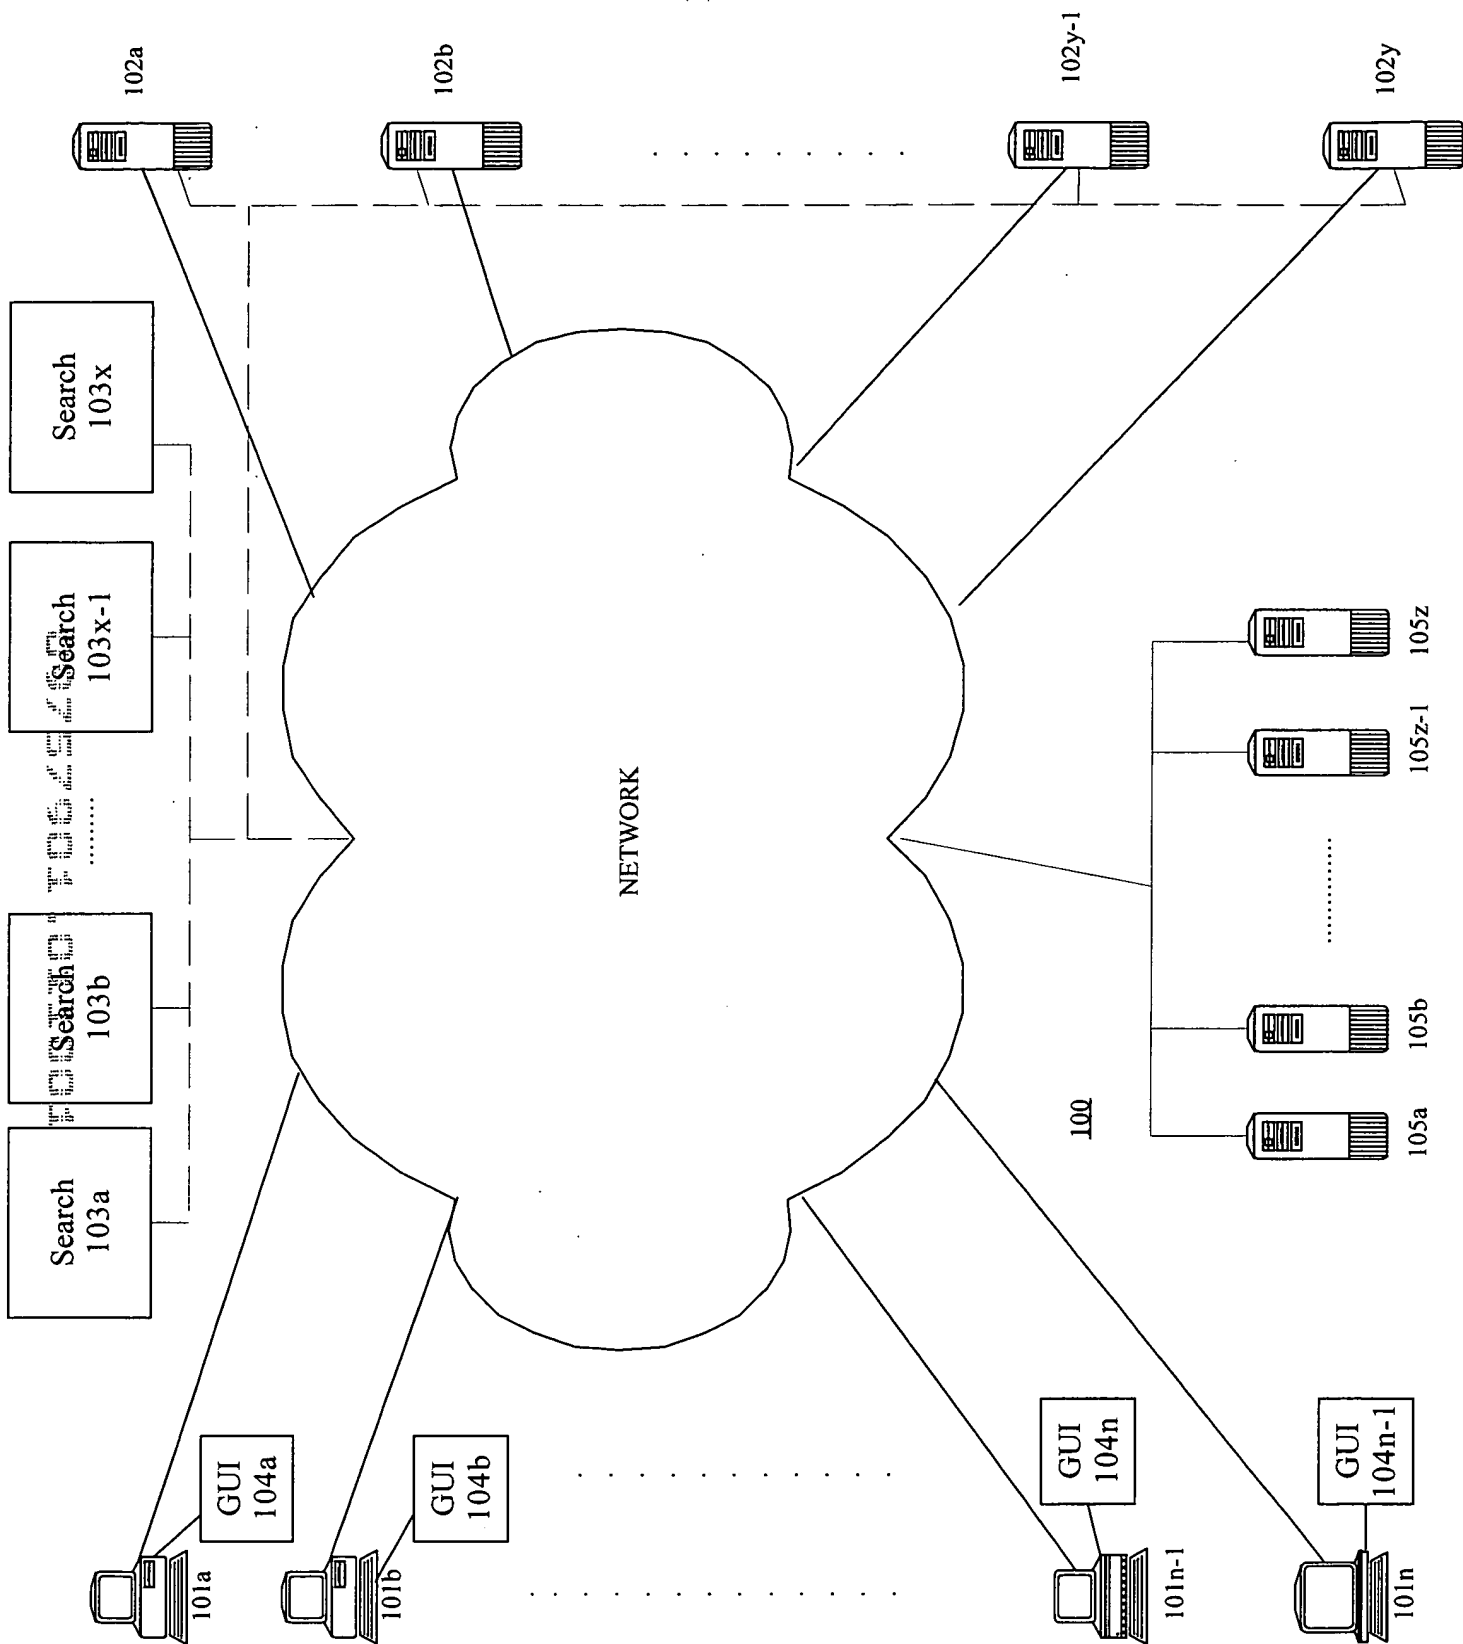 Search
103a
Search
103b
........
Search
103x-1
Search
103x
102a
102b
102y-1
102y
NETWORK
GUI
104a
101a
GUI
104b
101b
GUI
104n
101n-1
GUI
104n-1
101n
100
105a
105b
..........
105z-1
105z